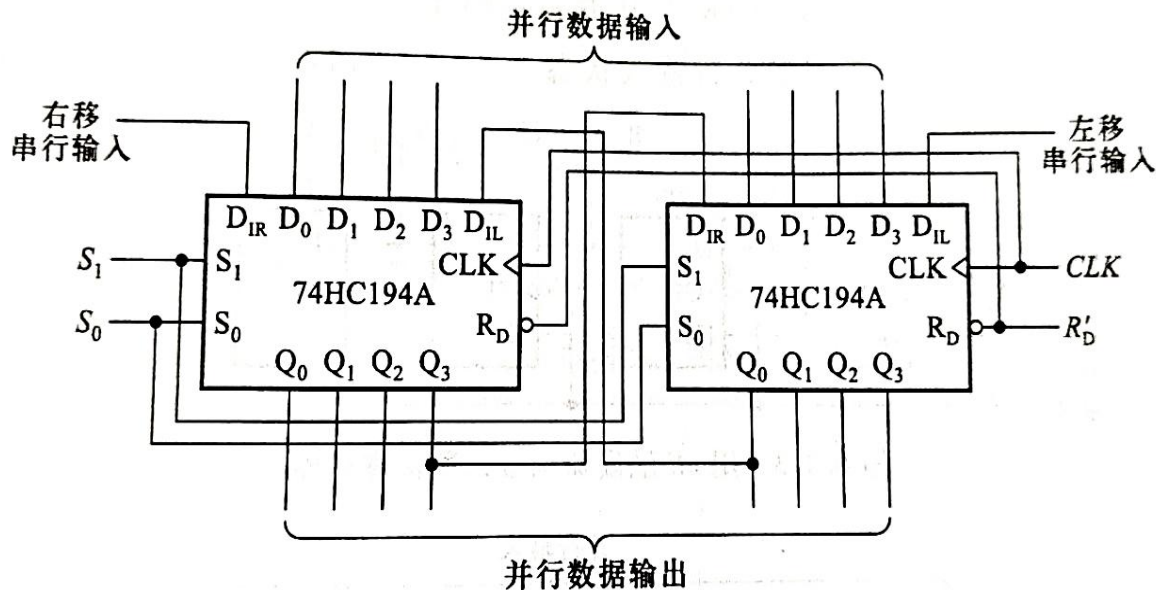 并行数据输入
右移
串行输入
左移
串行输入
D_IR D_0 D_1 D_2 D_3 D_IL
D_IR D_0 D_1 D_2 D_3 D_IL
S_1 S_1 CLK
S_1 CLK CLK
74HC194A
74HC194A
S_0 S_0 R_D
S_0 R_D R'_D
Q_0 Q_1 Q_2 Q_3
Q_0 Q_1 Q_2 Q_3
并行数据输出